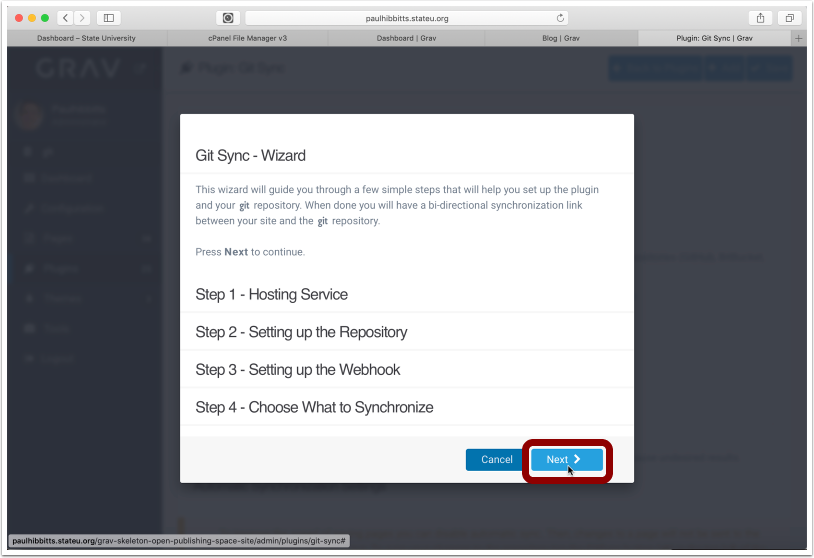 paulhibbitts.stateu.org
Dashboard – State University
cPanel File Manager v3
Dashboard | Grav
Blog | Grav
Plugin: Git Sync | Grav
GRAV
Plugin: Git Sync
Git Sync - Wizard
This wizard will guide you through a few simple steps that will help you set up the plugin
and your git repository. When done you will have a bi-directional synchronization link
between your site and the git repository.
Press Next to continue.
Step 1 - Hosting Service
Step 2 - Setting up the Repository
Step 3 - Setting up the Webhook
Step 4 - Choose What to Synchronize
Cancel
Next
paulhibbitts.stateu.org/grav-skeleton-open-publishing-space-site/admin/plugins/git-sync#